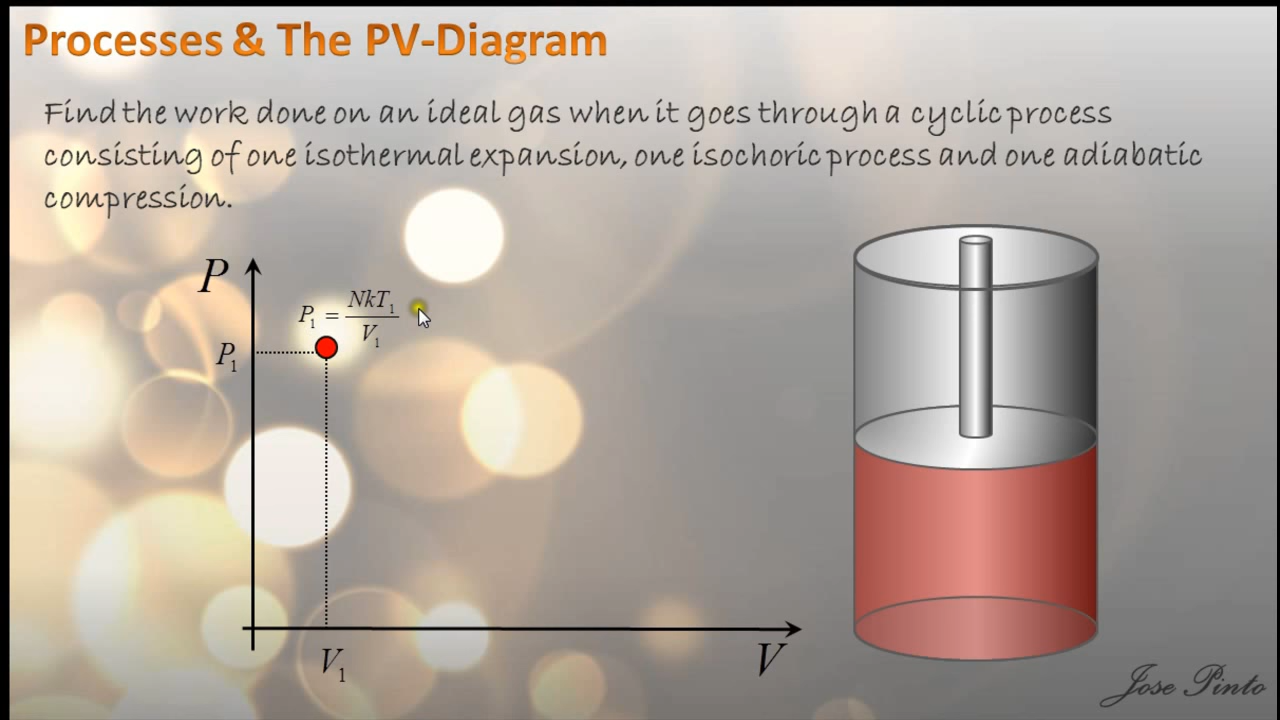 Processes & The PV-Diagram
Find the work done on an ideal gas when it goes through a cyclic process
consisting of one isothermal expansion, one isochoric process and one adiabatic
compression.
P
P₁ = NkT₁/V₁
P₁
V₁
V
Jose Pinto